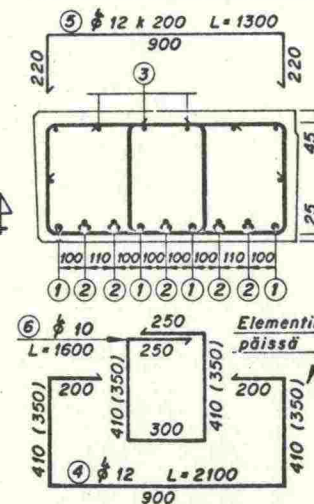 ⑤ ϕ 12 k 200 L = 1300
900
220 220
③
45
25
100 110 100 100 100 100 110 100
① ② ② ① ② ① ② ② ①
⑥ ϕ 10
L = 1600
250
250
Elementin
päissä
200 200
410 (350) 410 (350) 410 (350) 410 (350)
300
④ ϕ 12 L = 2100
900